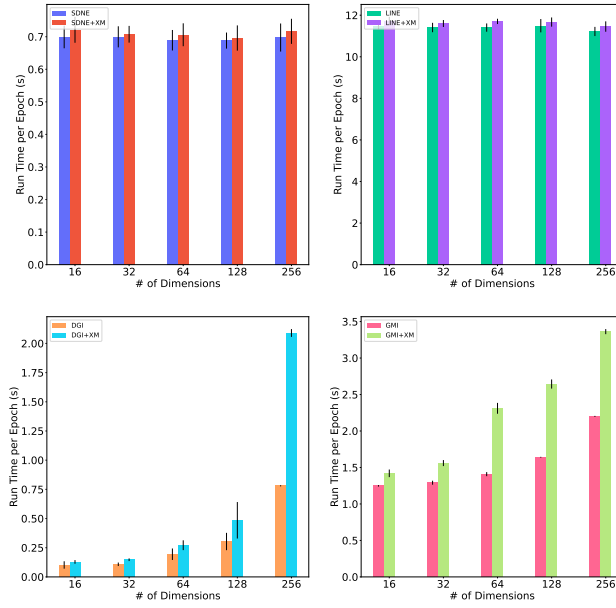 SDNE
SDNE+XM
Run Time per Epoch (s)
0.7
0.6
0.5
0.4
0.3
0.2
0.1
0.0
16 32 64 128 256
# of Dimensions
LINE
LINE+XM
Run Time per Epoch (s)
12
10
8
6
4
2
0
16 32 64 128 256
# of Dimensions
DGI
DGI+XM
Run Time per Epoch (s)
2.00
1.75
1.50
1.25
1.00
0.75
0.50
0.25
0.00
16 32 64 128 256
# of Dimensions
GMI
GMI+XM
Run Time per Epoch (s)
3.5
3.0
2.5
2.0
1.5
1.0
0.5
0.0
16 32 64 128 256
# of Dimensions